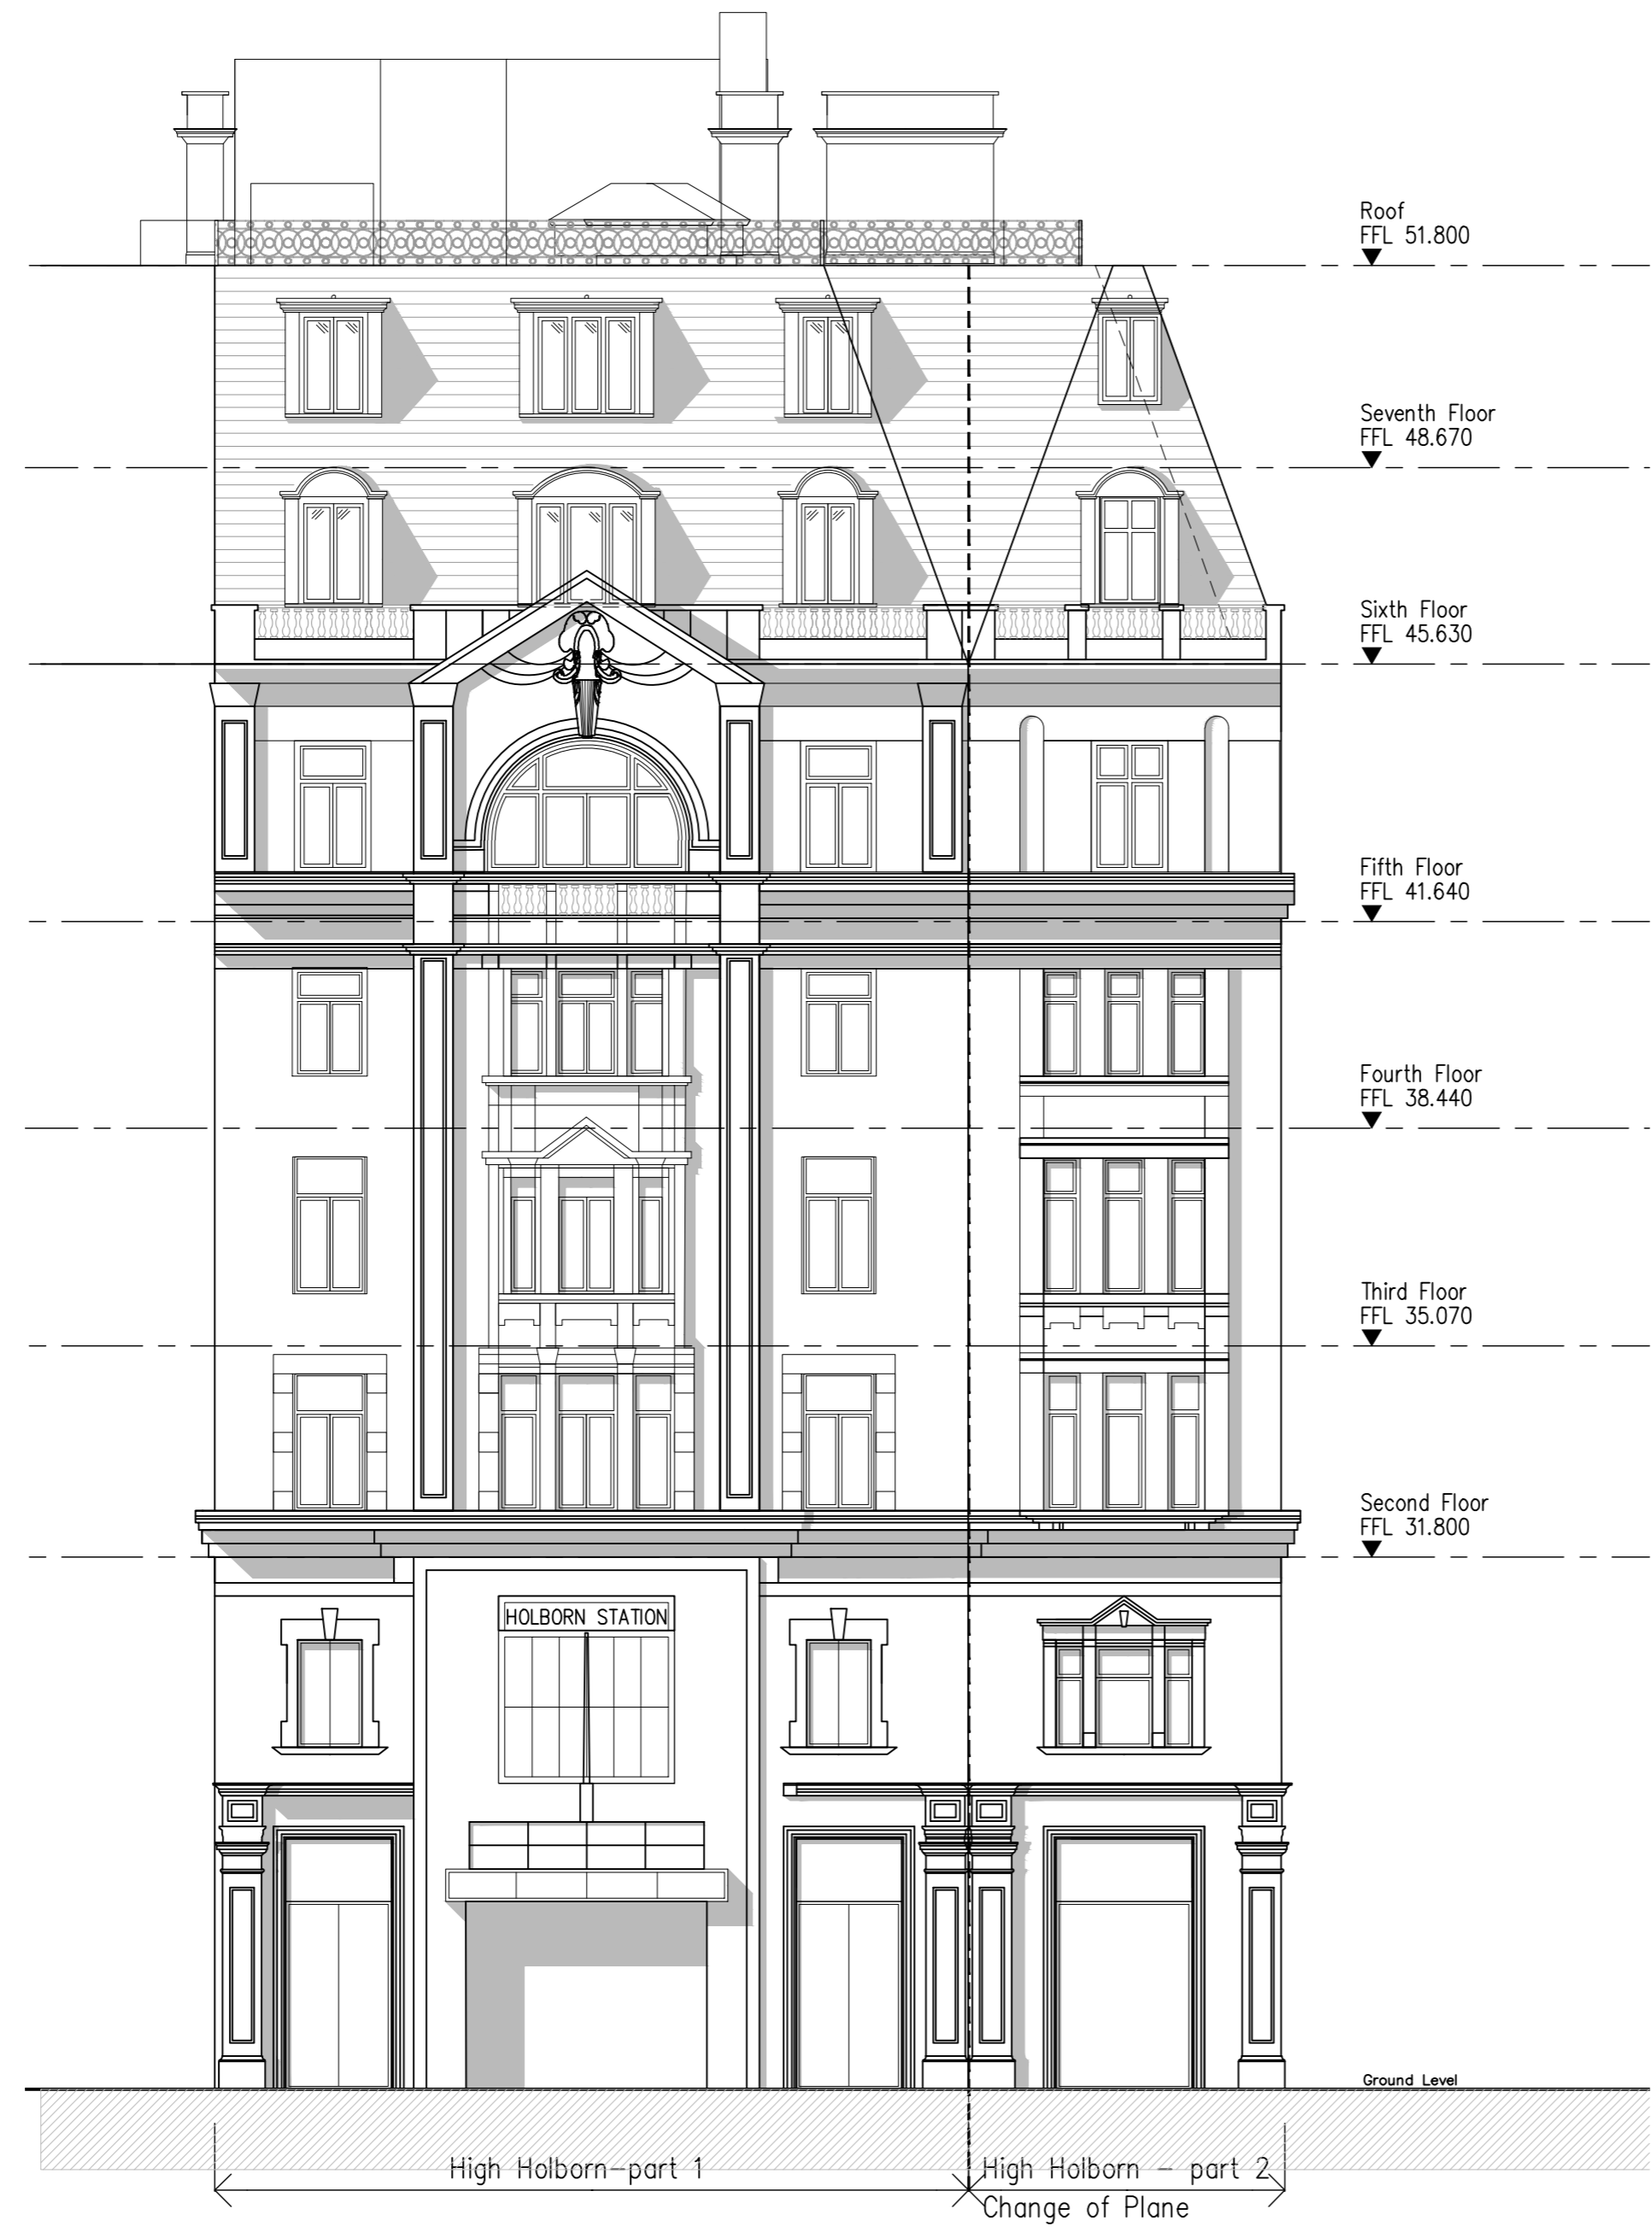 Roof
FFL 51.800
Seventh Floor
FFL 48.670
Sixth Floor
FFL 45.630
Fifth Floor
FFL 41.640
Fourth Floor
FFL 38.440
Third Floor
FFL 35.070
Second Floor
FFL 31.800
HOLBORN STATION
Ground Level
High Holborn-part 1
High Holborn - part 2
Change of Plane